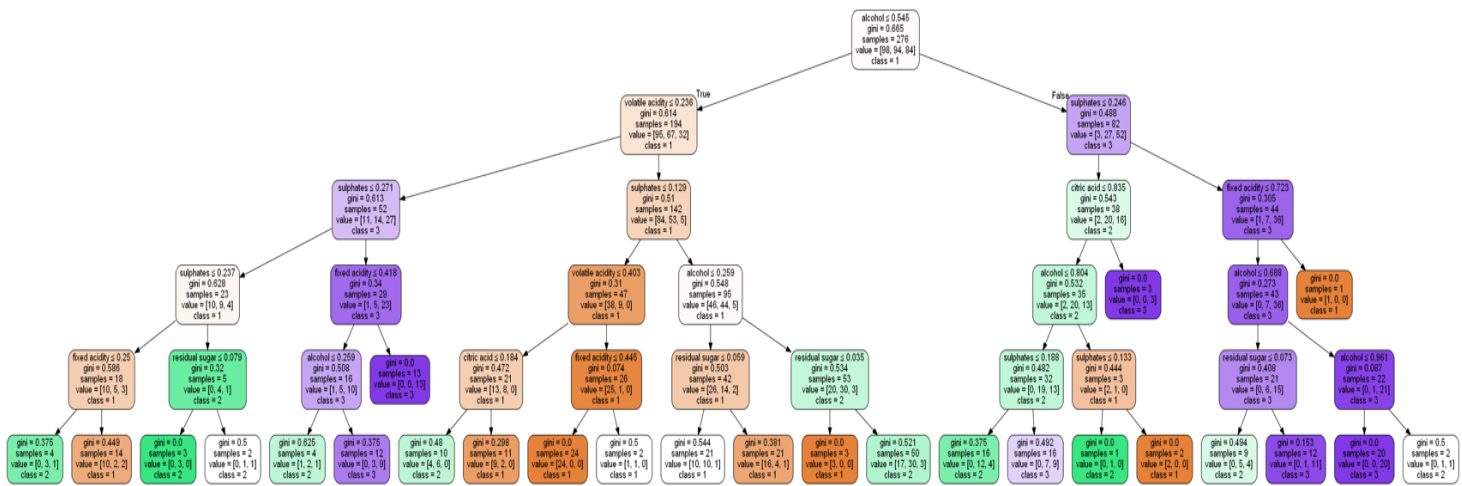 alcohol ≤ 0.545
gini = 0.665
samples = 276
value = [98, 94, 84]
class = 1
True
False
volatile acidity ≤ 0.236
gini = 0.614
samples = 194
value = [95, 67, 32]
class = 1
sulphates ≤ 0.246
gini = 0.488
samples = 82
value = [3, 27, 52]
class = 3
sulphates ≤ 0.271
gini = 0.613
samples = 52
value = [11, 14, 27]
class = 3
sulphates ≤ 0.129
gini = 0.51
samples = 142
value = [84, 53, 5]
class = 1
citric acid ≤ 0.835
gini = 0.543
samples = 38
value = [2, 20, 16]
class = 2
fixed acidity ≤ 0.723
gini = 0.305
samples = 44
value = [1, 7, 36]
class = 3
sulphates ≤ 0.237
gini = 0.628
samples = 23
value = [10, 9, 4]
class = 1
fixed acidity ≤ 0.418
gini = 0.34
samples = 29
value = [1, 5, 23]
class = 3
volatile acidity ≤ 0.403
gini = 0.31
samples = 47
value = [38, 9, 0]
class = 1
alcohol ≤ 0.259
gini = 0.548
samples = 95
value = [46, 44, 5]
class = 1
alcohol ≤ 0.804
gini = 0.532
samples = 35
value = [2, 20, 13]
class = 2
gini = 0.0
samples = 3
value = [0, 0, 3]
class = 3
alcohol ≤ 0.688
gini = 0.273
samples = 43
value = [0, 7, 36]
class = 3
gini = 0.0
samples = 1
value = [1, 0, 0]
class = 1
fixed acidity ≤ 0.25
gini = 0.586
samples = 18
value = [10, 5, 3]
class = 1
residual sugar ≤ 0.079
gini = 0.32
samples = 5
value = [0, 4, 1]
class = 2
alcohol ≤ 0.259
gini = 0.508
samples = 16
value = [1, 5, 10]
class = 3
gini = 0.0
samples = 13
value = [0, 0, 13]
class = 3
citric acid ≤ 0.184
gini = 0.472
samples = 21
value = [13, 8, 0]
class = 1
fixed acidity ≤ 0.445
gini = 0.074
samples = 26
value = [25, 1, 0]
class = 1
residual sugar ≤ 0.059
gini = 0.503
samples = 42
value = [26, 14, 2]
class = 1
residual sugar ≤ 0.035
gini = 0.534
samples = 53
value = [20, 30, 3]
class = 2
sulphates ≤ 0.188
gini = 0.482
samples = 32
value = [0, 19, 13]
class = 2
sulphates ≤ 0.133
gini = 0.444
samples = 3
value = [2, 1, 0]
class = 1
residual sugar ≤ 0.073
gini = 0.408
samples = 21
value = [0, 6, 15]
class = 3
alcohol ≤ 0.961
gini = 0.087
samples = 22
value = [0, 1, 21]
class = 3
gini = 0.375
samples = 4
value = [0, 3, 1]
class = 2
gini = 0.449
samples = 14
value = [10, 2, 2]
class = 1
gini = 0.0
samples = 3
value = [0, 3, 0]
class = 2
gini = 0.5
samples = 2
value = [0, 1, 1]
class = 2
gini = 0.625
samples = 4
value = [1, 2, 1]
class = 2
gini = 0.375
samples = 12
value = [0, 3, 9]
class = 3
gini = 0.48
samples = 10
value = [4, 6, 0]
class = 2
gini = 0.298
samples = 11
value = [9, 2, 0]
class = 1
gini = 0.0
samples = 24
value = [24, 0, 0]
class = 1
gini = 0.5
samples = 2
value = [1, 1, 0]
class = 1
gini = 0.544
samples = 21
value = [10, 10, 1]
class = 1
gini = 0.381
samples = 21
value = [16, 4, 1]
class = 1
gini = 0.0
samples = 3
value = [3, 0, 0]
class = 1
gini = 0.521
samples = 50
value = [17, 30, 3]
class = 2
gini = 0.375
samples = 16
value = [0, 12, 4]
class = 2
gini = 0.492
samples = 16
value = [0, 7, 9]
class = 3
gini = 0.0
samples = 1
value = [0, 1, 0]
class = 2
gini = 0.0
samples = 2
value = [2, 0, 0]
class = 1
gini = 0.494
samples = 9
value = [0, 5, 4]
class = 2
gini = 0.153
samples = 12
value = [0, 1, 11]
class = 3
gini = 0.0
samples = 20
value = [0, 0, 20]
class = 3
gini = 0.5
samples = 2
value = [0, 1, 1]
class = 2